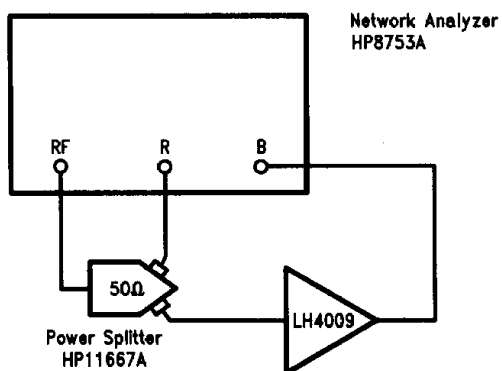 Network Analyzer
HP8753A
RF
R
B
50Ω
LH4009
Power Splitter
HP11667A